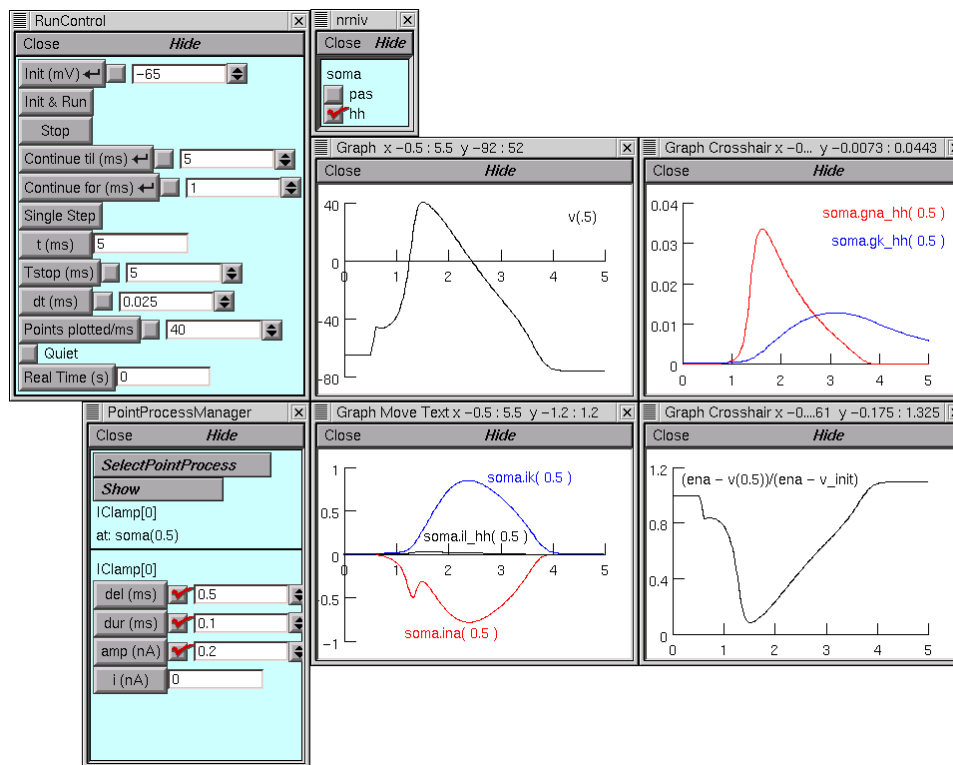 RunControl
Close Hide
Init (mV) -65
Init & Run
Stop
Continue til (ms) 5
Continue for (ms) 1
Single Step
t (ms) 5
Tstop (ms) 5
dt (ms) 0.025
Points plotted/ms 40
Quiet
Real Time (s) 0
nrniv
Close Hide
soma
pas
hh
Graph x -0.5 : 5.5 y -92 : 52
Close Hide
40
v(.5)
0 1 2 3 4 5
0
-40
-80
Graph Crosshair x -0... y -0.0073 : 0.0443
Close Hide
0.04
soma.gna_hh( 0.5 )
soma.gk_hh( 0.5 )
0.03
0.02
0.01
0
0 1 2 3 4 5
PointProcessManager
Close Hide
SelectPointProcess
Show
IClamp[0]
at: soma(0.5)
IClamp[0]
del (ms) 0.5
dur (ms) 0.1
amp (nA) 0.2
i (nA) 0
Graph Move Text x -0.5 : 5.5 y -1.2 : 1.2
Close Hide
1
soma.ik( 0.5 )
0.5
soma.il_hh( 0.5 )
0
0 1 2 3 4 5
-0.5
soma.ina( 0.5 )
-1
Graph Crosshair x -0....61 y -0.175 : 1.325
Close Hide
1.2
(ena - v(0.5))/(ena - v_init)
0.8
0.4
0
0 1 2 3 4 5